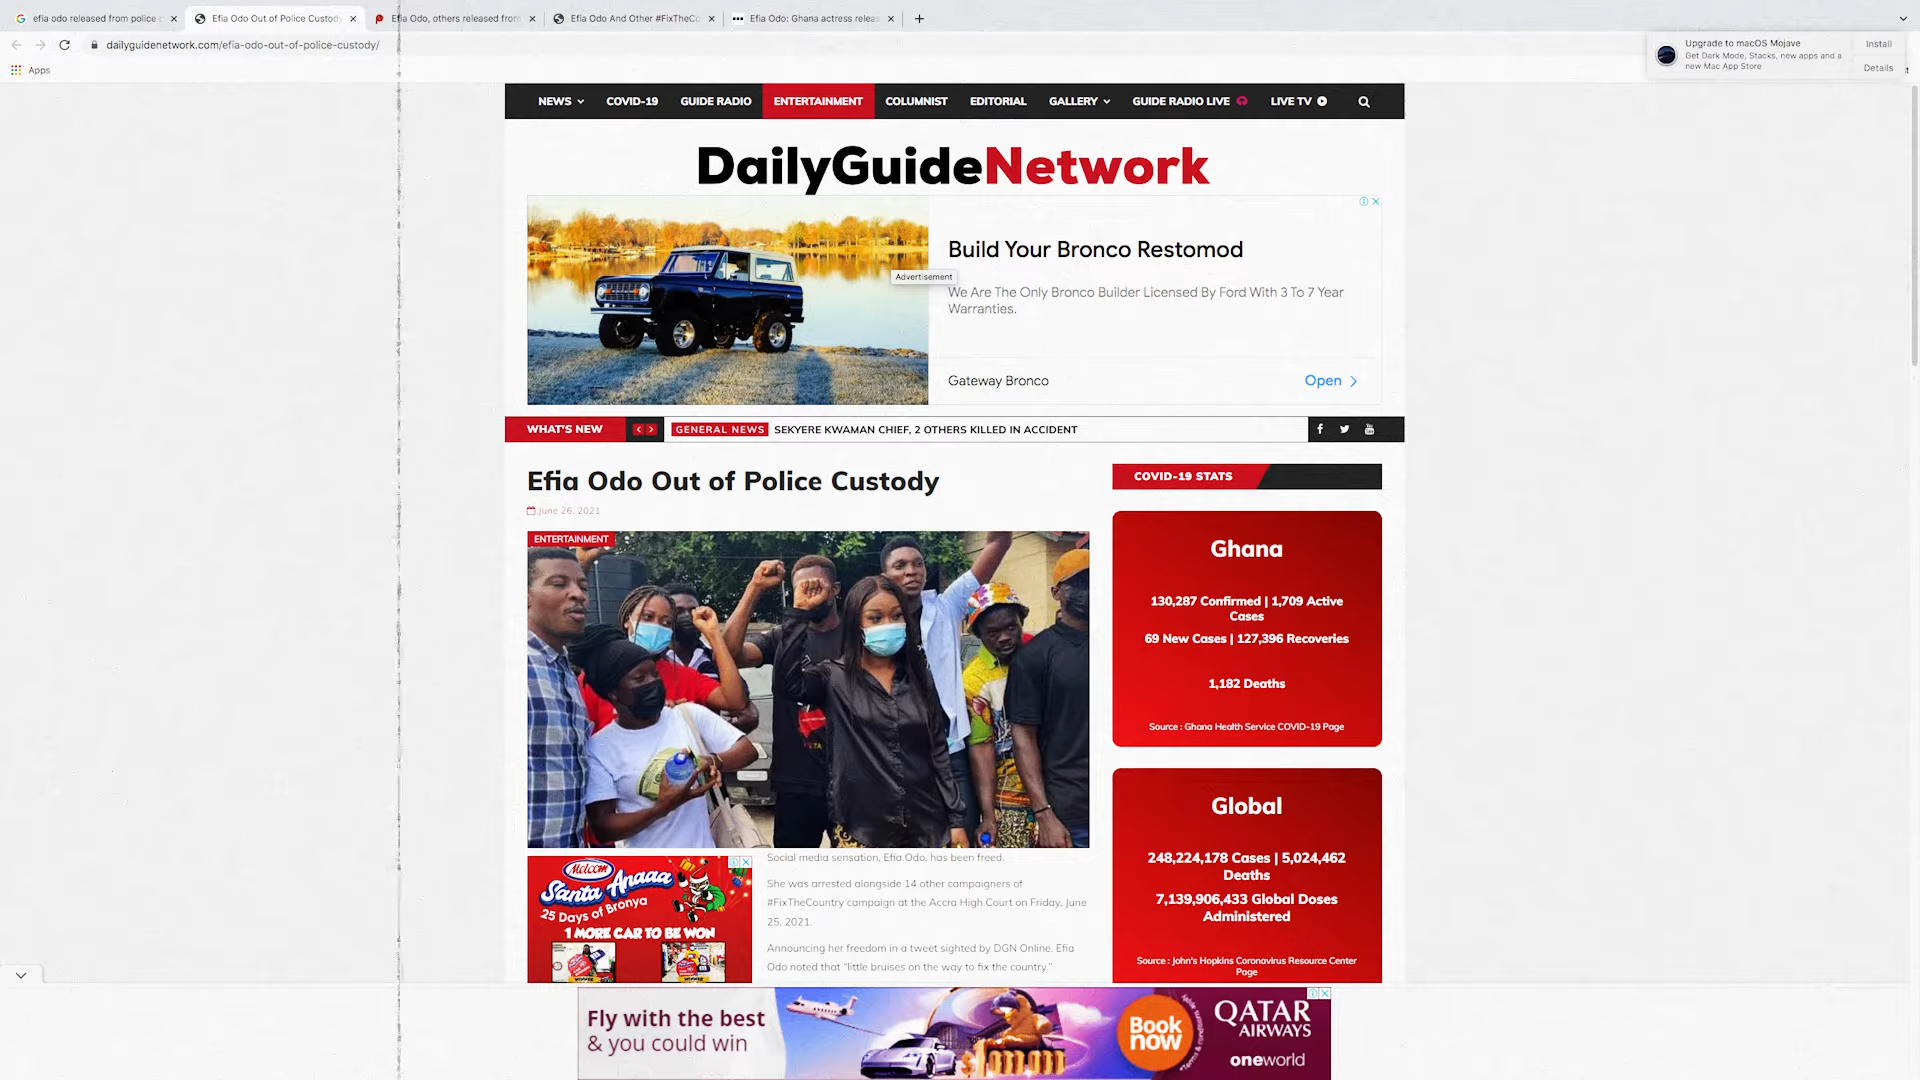 efia odo released from police c
Efia Odo Out of Police Custody
Efia Odo, others released from
Efia Odo And Other #FixTheCo
Efia Odo: Ghana actress releas
dailyguidenetwork.com/efia-odo-out-of-police-custody/
Apps
Upgrade to macOS Mojave
Get Dark Mode, Stacks, new apps and a
new Mac App Store
Install
Details
NEWS COVID-19 GUIDE RADIO ENTERTAINMENT COLUMNIST EDITORIAL GALLERY GUIDE RADIO LIVE LIVE TV
DailyGuideNetwork
Build Your Bronco Restomod
Advertisement
We Are The Only Bronco Builder Licensed By Ford With 3 To 7 Year
Warranties.
Gateway Bronco
Open
WHAT'S NEW
GENERAL NEWS SEKYERE KWAMAN CHIEF, 2 OTHERS KILLED IN ACCIDENT
Efia Odo Out of Police Custody
June 26, 2021
ENTERTAINMENT
Social media sensation, Efia Odo, has been freed.
She was arrested alongside 14 other campaigners of
#FixTheCountry campaign at the Accra High Court on Friday, June
25, 2021.
Announcing her freedom in a tweet sighted by DGN Online, Efia
Odo noted that “little bruises on the way to fix the country.”
Melcom
Santa Anaaa
25 Days of Bronya
1 MORE CAR TO BE WON
COVID-19 STATS
Ghana
130,287 Confirmed | 1,709 Active
Cases
69 New Cases | 127,396 Recoveries
1,182 Deaths
Source : Ghana Health Service COVID-19 Page
Global
248,224,178 Cases | 5,024,462
Deaths
7,139,906,433 Global Doses
Administered
Source : John's Hopkins Coronavirus Resource Center
Page
Fly with the best
& you could win
Book
now
QATAR
AIRWAYS
oneworld